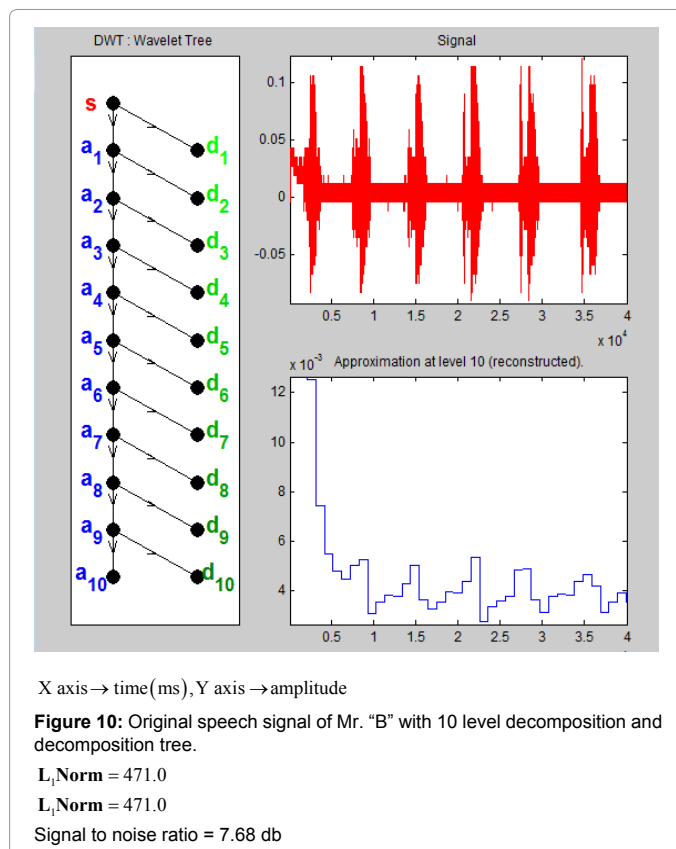 DWT : Wavelet Tree
s
a1
d1
a2
d2
a3
d3
a4
d4
a5
d5
a6
d6
a7
d7
a8
d8
a9
d9
a10
d10
Signal
0.1
0.05
0
-0.05
0.5 1 1.5 2 2.5 3 3.5 4
x 10^4
x 10^-3 Approximation at level 10 (reconstructed).
12
10
8
6
4
0.5 1 1.5 2 2.5 3 3.5 4
X axis → time(ms), Y axis → amplitude
Figure 10: Original speech signal of Mr. “B” with 10 level decomposition and
decomposition tree.
L1Norm = 471.0
L1Norm = 471.0
Signal to noise ratio = 7.68 db